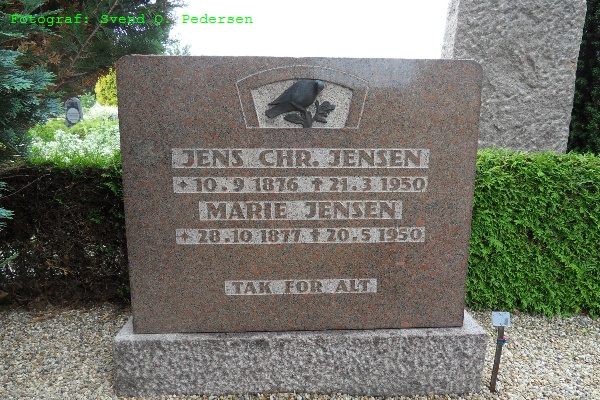 Fotograf: Svend O. Pedersen
JENS CHR. JENSEN
+ 10.9 1876 ✝ 21.3 1950
MARIE JENSEN
+ 28.10 1877 ✝ 20.5 1950
TAK FOR ALT